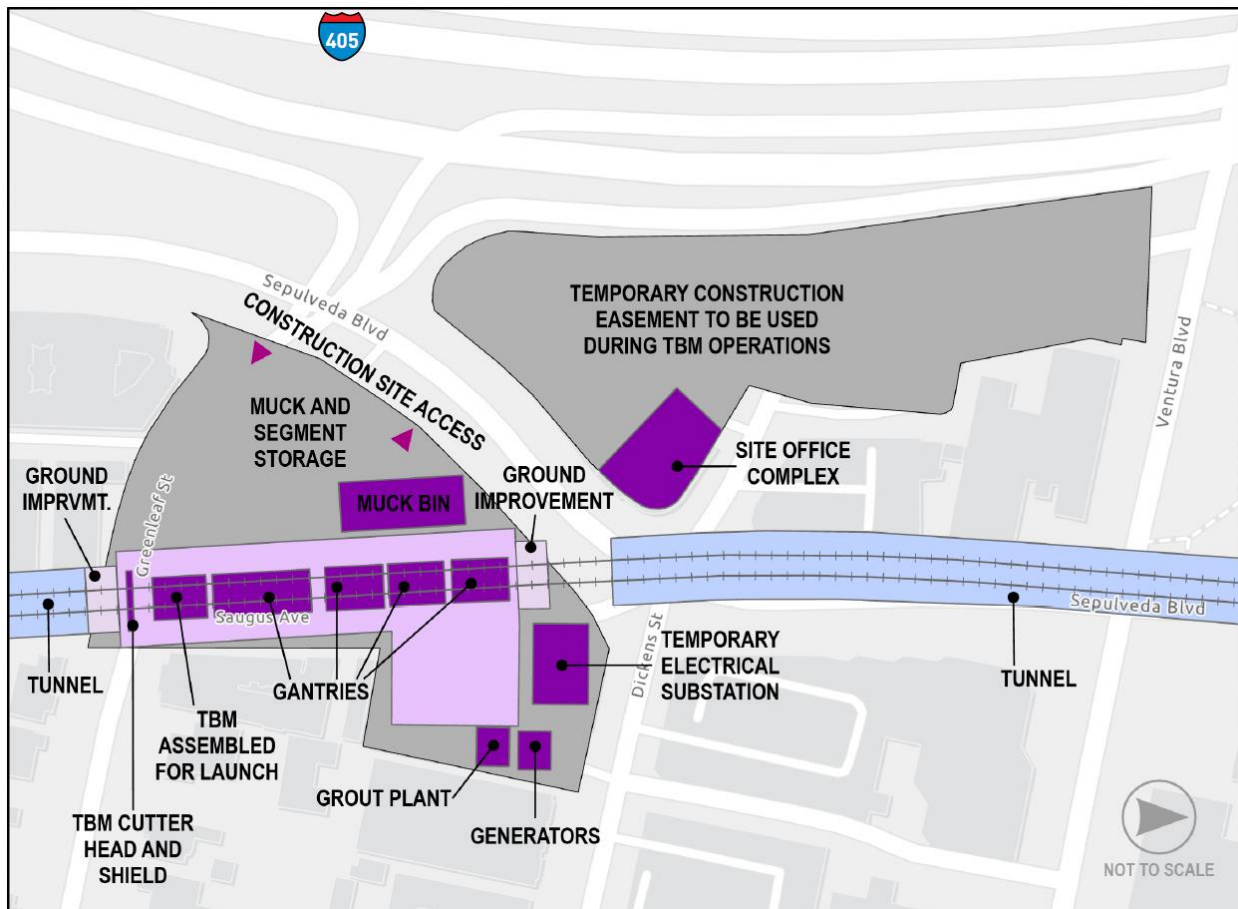 405
Sepulveda Blvd
CONSTRUCTION SITE ACCESS
TEMPORARY CONSTRUCTION
EASEMENT TO BE USED
DURING TBM OPERATIONS
Ventura Blvd
MUCK AND
SEGMENT
STORAGE
SITE OFFICE
COMPLEX
GROUND
IMPRVMT.
GROUND
IMPROVEMENT
MUCK BIN
Greenleaf St
Saugus Ave
Sepulveda Blvd
Dickens St
TUNNEL
GANTRIES
TEMPORARY
ELECTRICAL
SUBSTATION
TUNNEL
TBM
ASSEMBLED
FOR LAUNCH
GROUT PLANT
GENERATORS
TBM CUTTER
HEAD AND
SHIELD
NOT TO SCALE